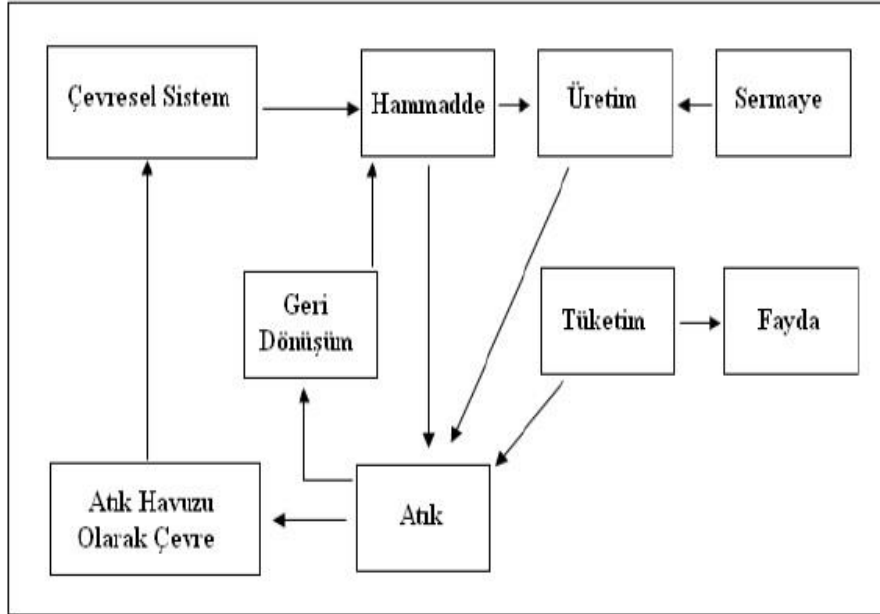 Çevresel Sistem
Hammadde
Üretim
Sermaye
Geri
Dönüşüm
Tüketim
Fayda
Atık Havuzu
Olarak Çevre
Atık